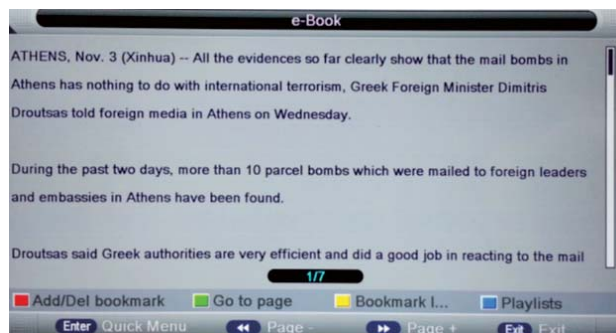 e-Book
ATHENS, Nov. 3 (Xinhua) -- All the evidences so far clearly show that the mail bombs in
Athens has nothing to do with international terrorism, Greek Foreign Minister Dimitris
Droutsas told foreign media in Athens on Wednesday.
During the past two days, more than 10 parcel bombs which were mailed to foreign leaders
and embassies in Athens have been found.
Droutsas said Greek authorities are very efficient and did a good job in reacting to the mail
1/7
Add/Del bookmark Go to page Bookmark l... Playlists
Enter Quick Menu Page - Page + Exit Exit